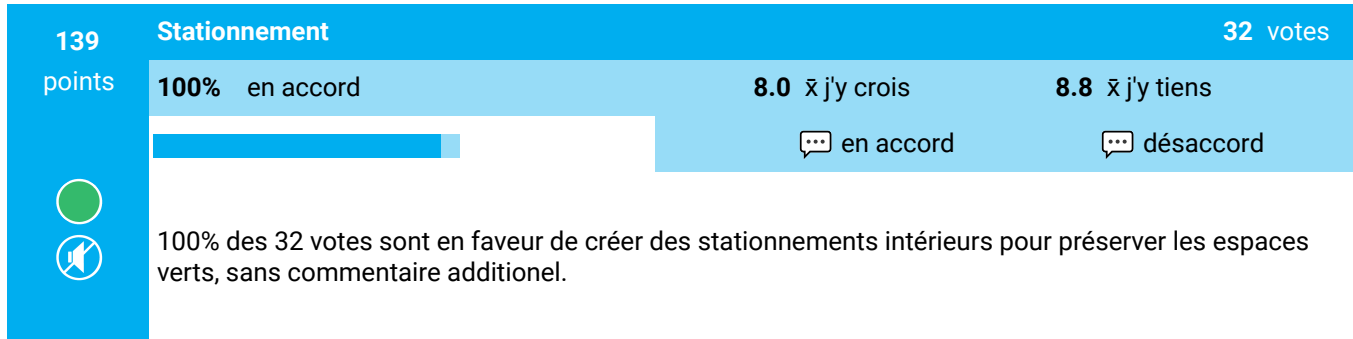 139
points
Stationnement
32 votes
100% en accord
8.0 x̄ j'y crois
8.8 x̄ j'y tiens
en accord
désaccord
100% des 32 votes sont en faveur de créer des stationnements intérieurs pour préserver les espaces
verts, sans commentaire additionel.